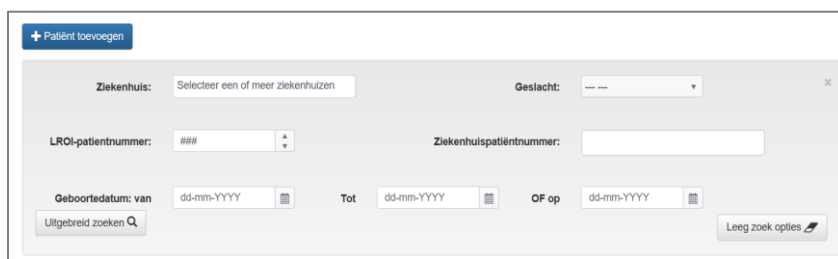 Patiënt toevoegen
Ziekenhuis: Selecteer een of meer ziekenhuizen Geslacht: --- ---
LROI-patientnummer: ### Ziekenhuispatiëntnummer:
Geboortedatum: van dd-mm-YYYY Tot dd-mm-YYYY OF op dd-mm-YYYY
Uitgebreid zoeken Leeg zoek opties